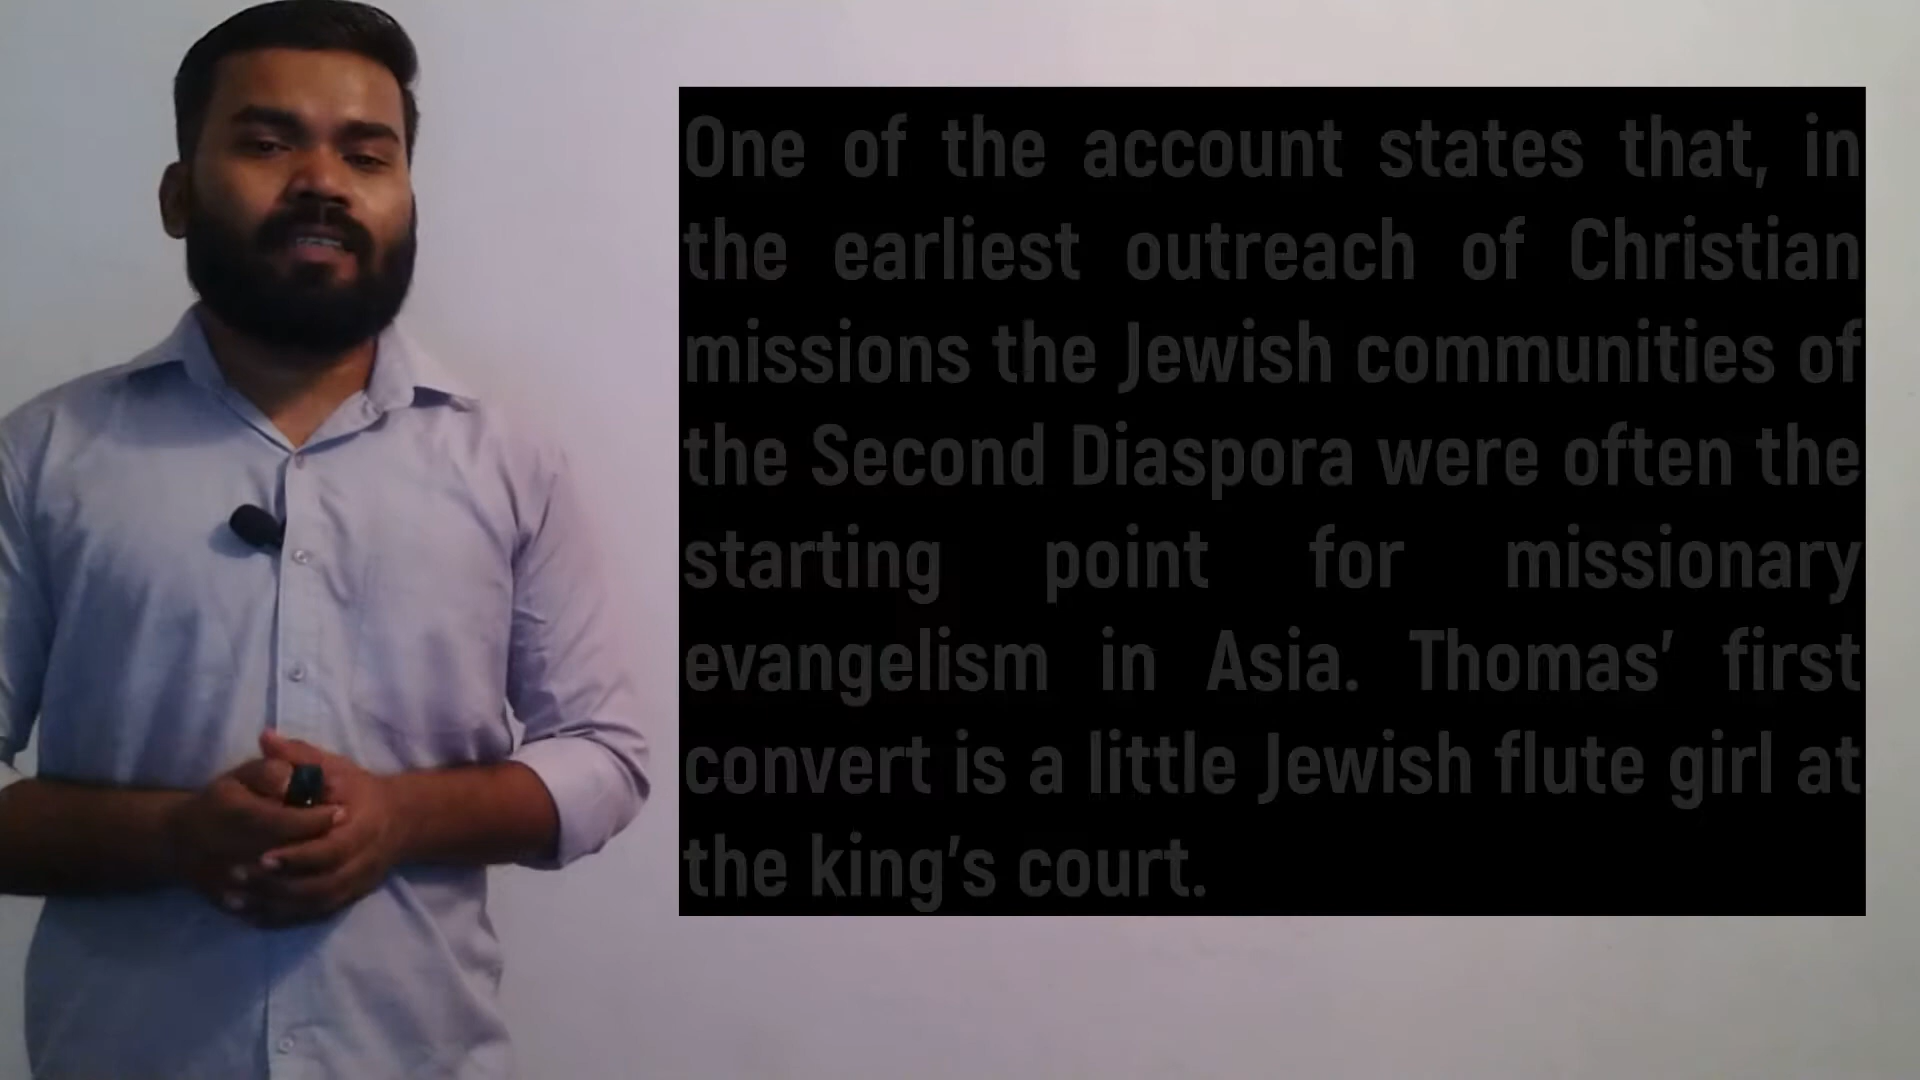 One of the account states that, in
the earliest outreach of Christian
missions the Jewish communities of
the Second Diaspora were often the
starting point for missionary
evangelism in Asia. Thomas’ first
convert is a little Jewish flute girl at
the king’s court.